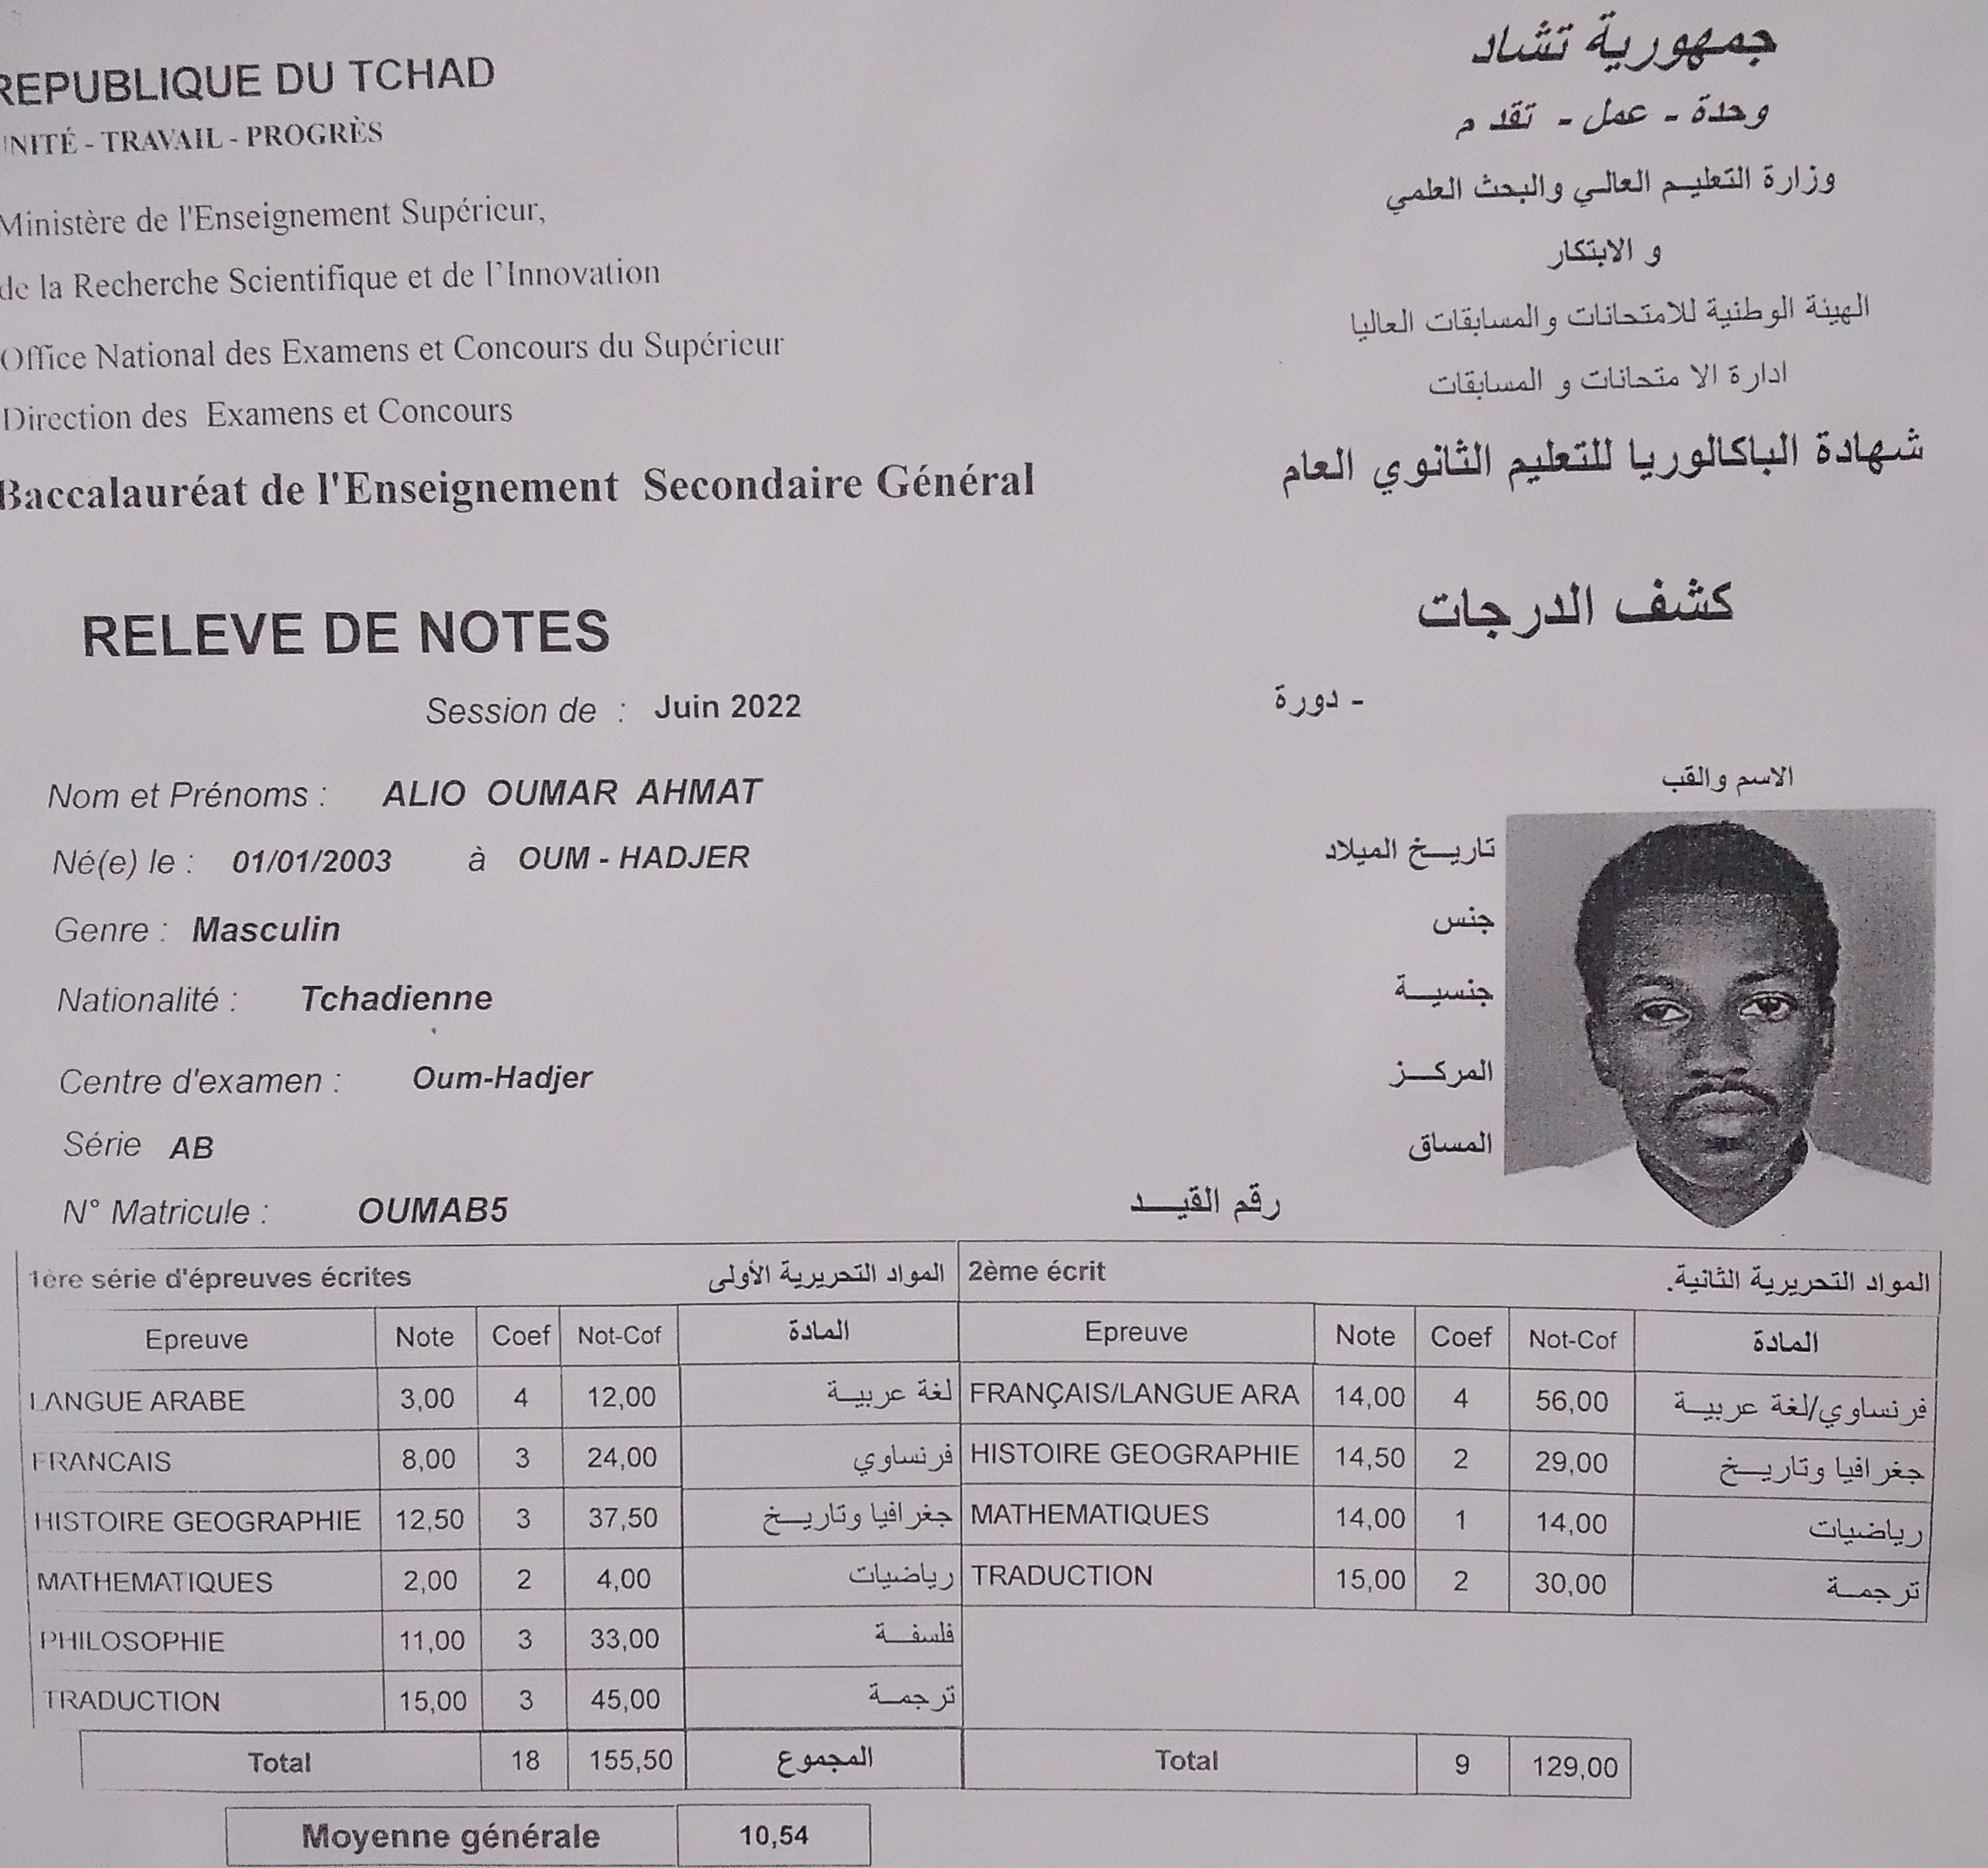 REPUBLIQUE DU TCHAD
UNITÉ - TRAVAIL - PROGRÈS
Ministère de l'Enseignement Supérieur,
de la Recherche Scientifique et de l'Innovation
Office National des Examens et Concours du Supérieur
Direction des Examens et Concours
Baccalauréat de l'Enseignement Secondaire Général
جمهورية تشاد
وحدة - عمل - تقدم
وزارة التعليم العالي والبحث العلمي
و الابتكار
الهيئة الوطنية للامتحانات والمسابقات العاليا
ادارة الا متحانات و المسابقات
شهادة الباكالوريا للتعليم الثانوي العام
RELEVE DE NOTES كشف الدرجات
Session de : Juin 2022 - دورة
Nom et Prénoms : ALIO OUMAR AHMAT الاسم والقب
Né(e) le : 01/01/2003 à OUM - HADJER تاريخ الميلاد
Genre : Masculin جنس
Nationalité : Tchadienne جنسية
Centre d'examen : Oum-Hadjer المركز
Série AB المساق
N° Matricule : OUMAB5 رقم القيد
1ère série d'épreuves écrites المواد التحريرية الأولى 2ème écrit المواد التحريرية الثانية.
Epreuve Note Coef Not-Cof المادة Epreuve Note Coef Not-Cof المادة
LANGUE ARABE 3,00 4 12,00 لغة عربية FRANÇAIS/LANGUE ARA 14,00 4 56,00 فرنساوي/لغة عربية
FRANCAIS 8,00 3 24,00 فرنساوي HISTOIRE GEOGRAPHIE 14,50 2 29,00 جغرافيا وتاريخ
HISTOIRE GEOGRAPHIE 12,50 3 37,50 جغرافيا وتاريخ MATHEMATIQUES 14,00 1 14,00 رياضيات
MATHEMATIQUES 2,00 2 4,00 رياضيات TRADUCTION 15,00 2 30,00 ترجمة
PHILOSOPHIE 11,00 3 33,00 فلسفة
TRADUCTION 15,00 3 45,00 ترجمة
Total 18 155,50 المجموع Total 9 129,00
Moyenne générale 10,54